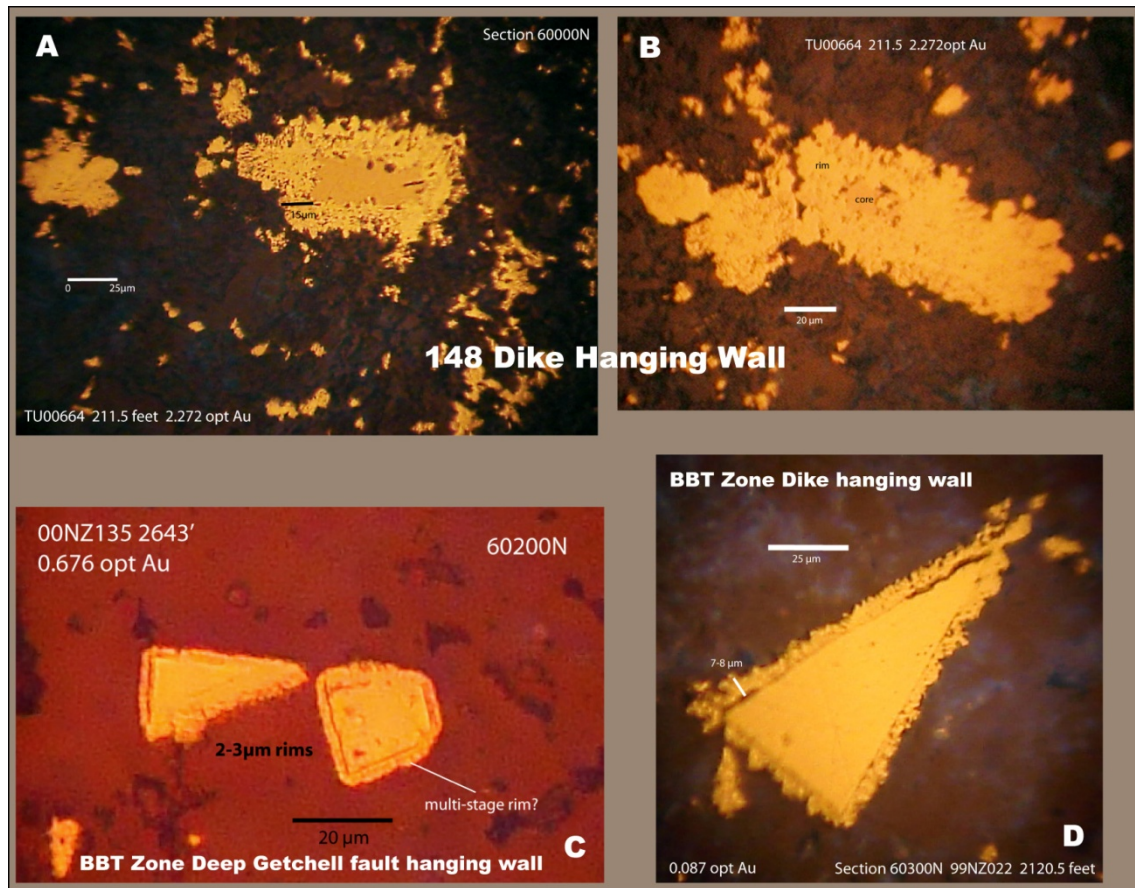 A
Section 60000N
15µm
0 25µm
TU00664 211.5 feet 2.272 opt Au
B
TU00664 211.5 2.272opt Au
rim
core
20 µm
148 Dike Hanging Wall
00NZ135 2643’
0.676 opt Au
60200N
2-3µm rims
multi-stage rim?
20 µm
C
BBT Zone Deep Getchell fault hanging wall
BBT Zone Dike hanging wall
25 µm
7-8 µm
D
0.087 opt Au
Section 60300N 99NZ022 2120.5 feet